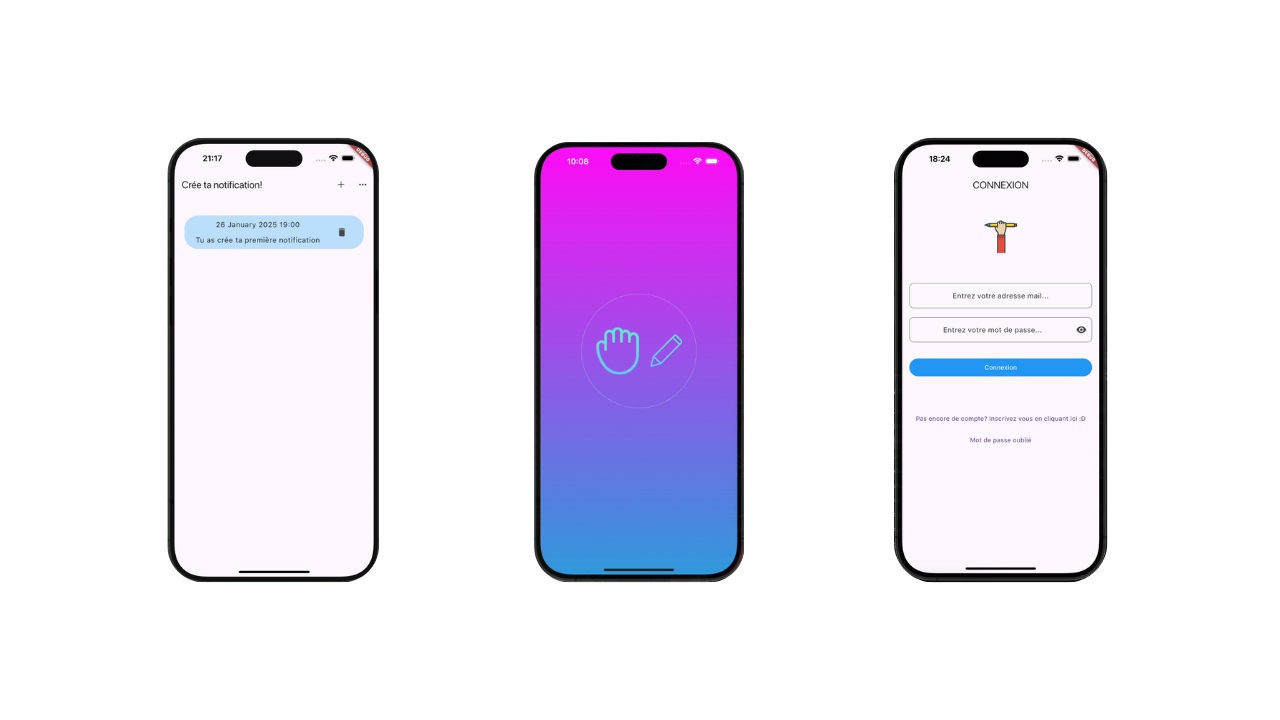 21:17
Crée ta notification!
26 January 2025 19:00
Tu as crée ta première notification
10:08
18:24
CONNEXION
Entrez votre adresse mail...
Entrez votre mot de passe...
Connexion
Pas encore de compte? Inscrivez vous en cliquant ici :D
Mot de passe oublié